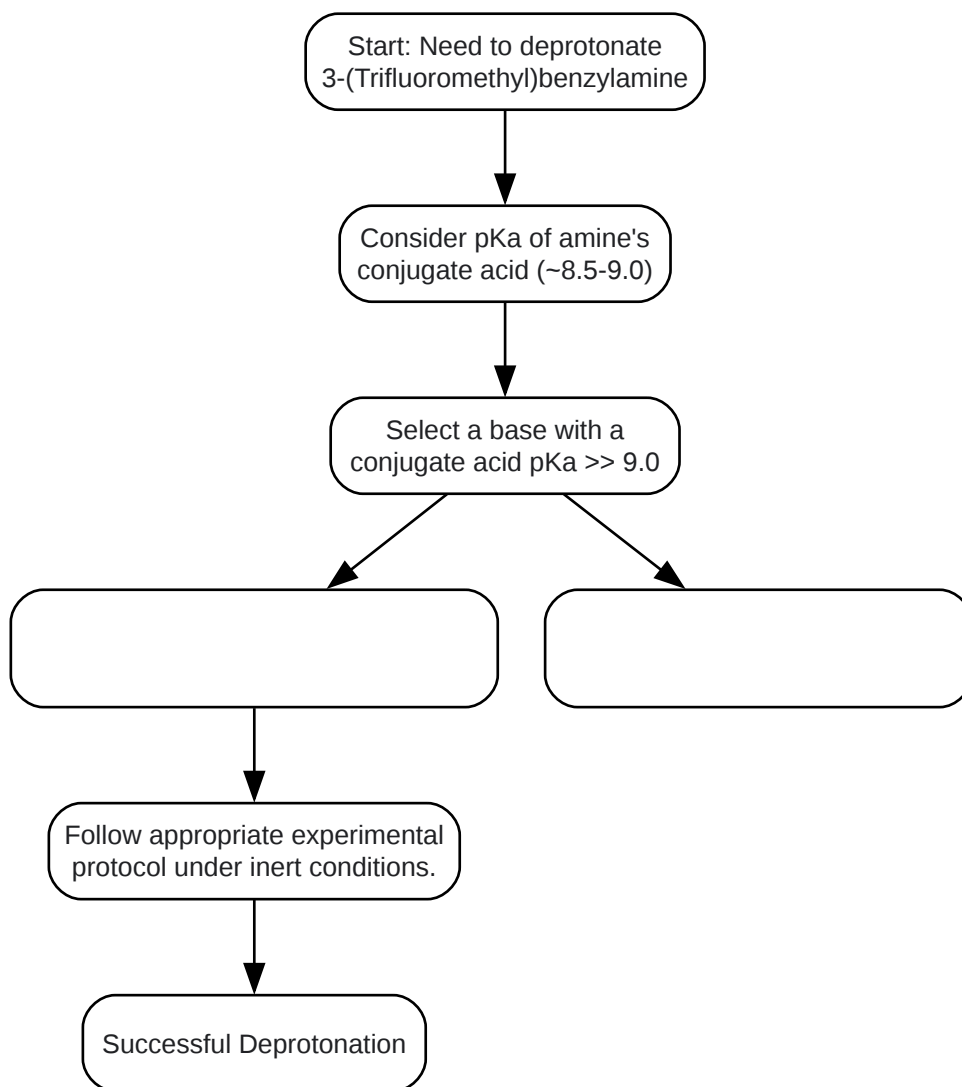 Start: Need to deprotonate
3-(Trifluoromethyl)benzylamine
Consider pKa of amine's
conjugate acid (~8.5-9.0)
Select a base with a
conjugate acid pKa >> 9.0
Follow appropriate experimental
protocol under inert conditions.
Successful Deprotonation